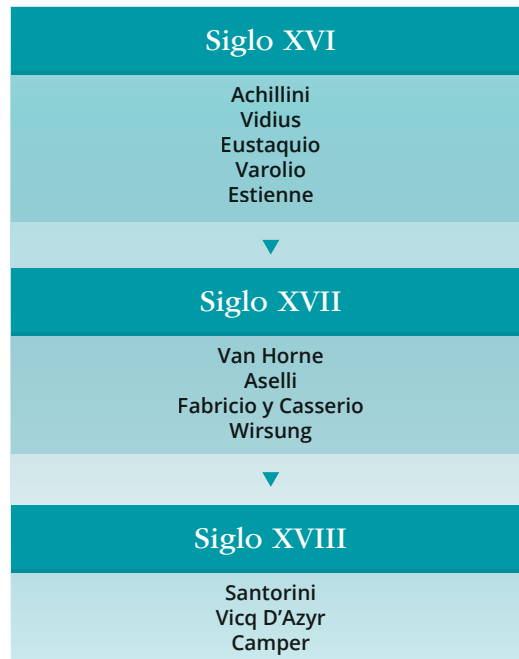 Siglo XVI
Achillini
Vidius
Eustaquio
Varolio
Estienne
Siglo XVII
Van Horne
Aselli
Fabricio y Casserio
Wirsung
Siglo XVIII
Santorini
Vicq D’Azyr
Camper